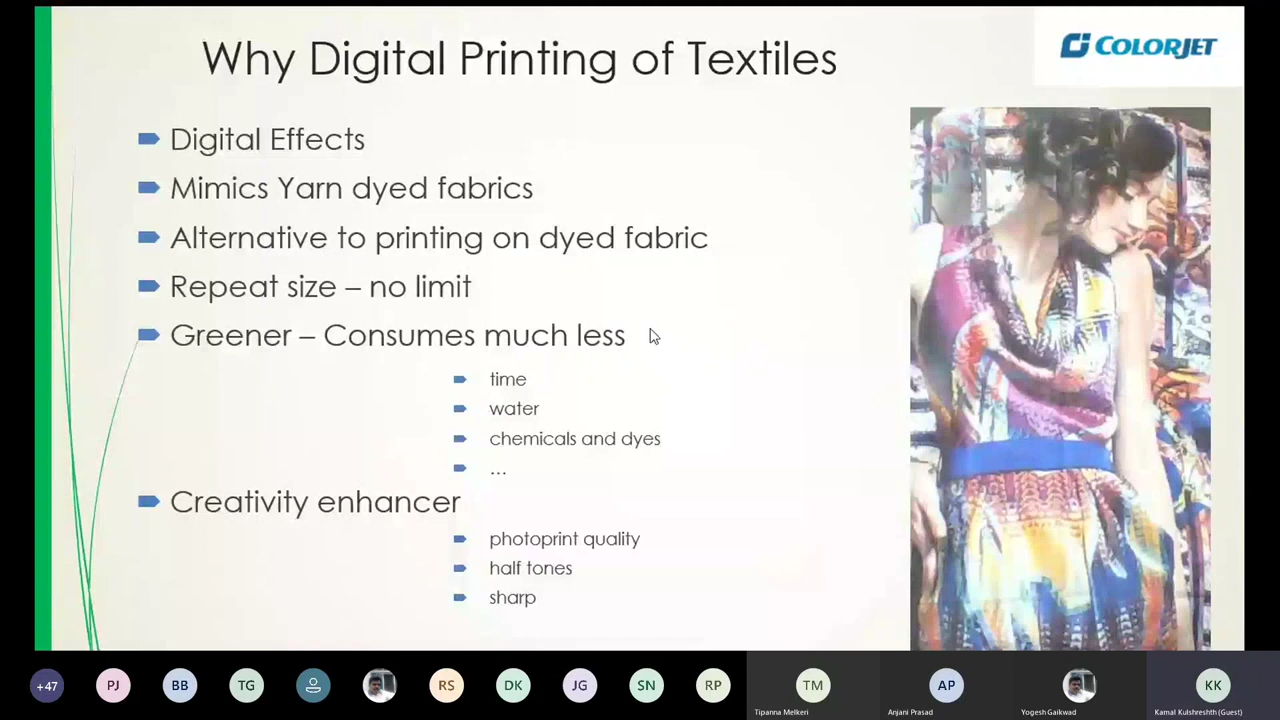 Why Digital Printing of Textiles
COLORJET
Digital Effects
Mimics Yarn dyed fabrics
Alternative to printing on dyed fabric
Repeat size – no limit
Greener – Consumes much less
time
water
chemicals and dyes
...
Creativity enhancer
photoprint quality
half tones
sharp
+47 PJ BB TG RS DK JG SN RP TM AP KK
Tipanna Melkeri Anjani Prasad Yogesh Gaikwad Kamal Kulshreshth (Guest)